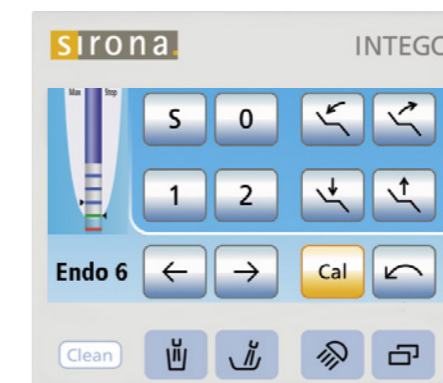 sirona.
INTEGO
Max Stop
S 0
1 2
Endo 6
Cal
Clean